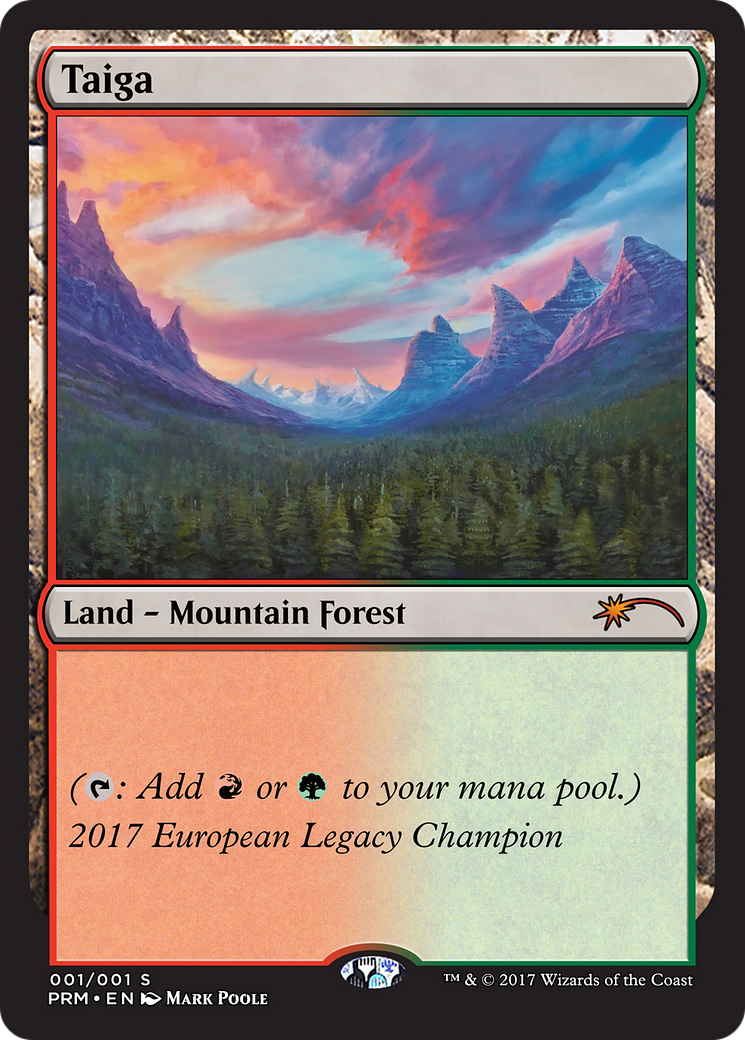 Taiga
Land – Mountain Forest
(: Add or to your mana pool.)
2017 European Legacy Champion
001/001 S
PRM • EN Mark Poole
™ & © 2017 Wizards of the Coast